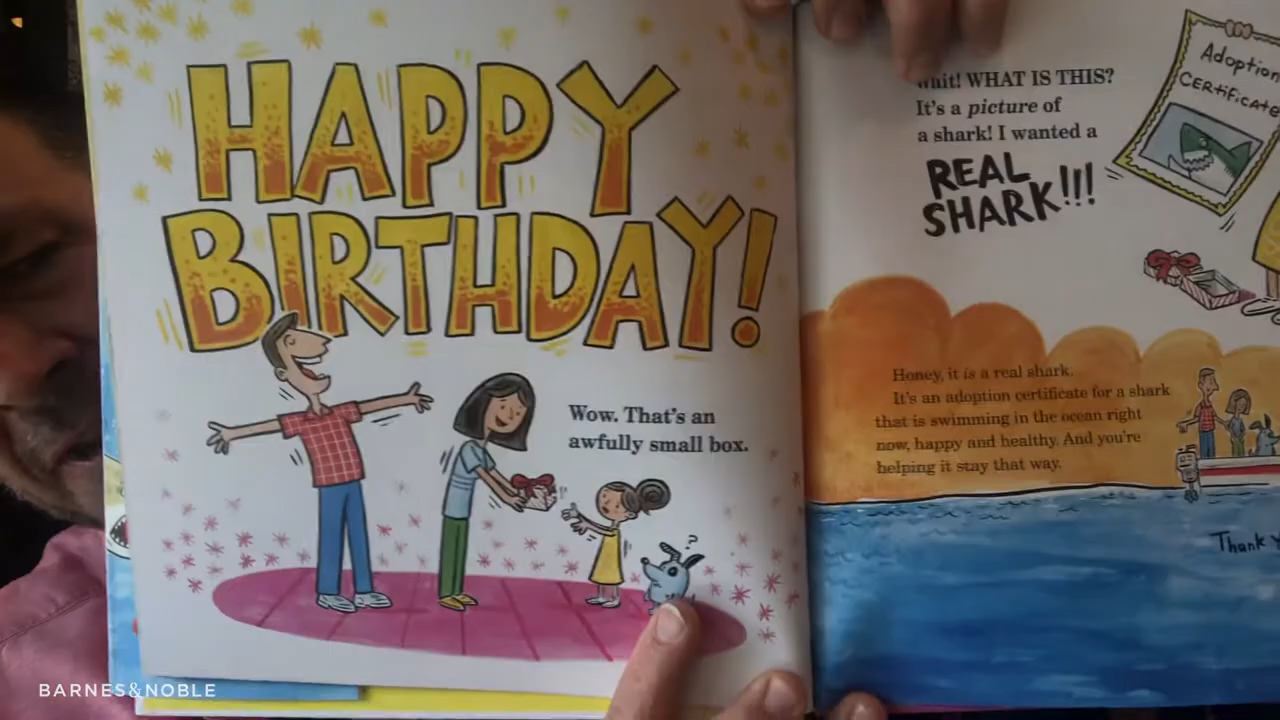 HAPPY
BIRTHDAY!
Wow. That's an
awfully small box.
?
WHAT IS THIS?
It's a picture of
a shark! I wanted a
REAL
SHARK!!!
Adoption
CERTIFICATE
Honey, it is a real shark.
It's an adoption certificate for a shark
that is swimming in the ocean right
now, happy and healthy. And you're
helping it stay that way.
Thank
BARNES&NOBLE